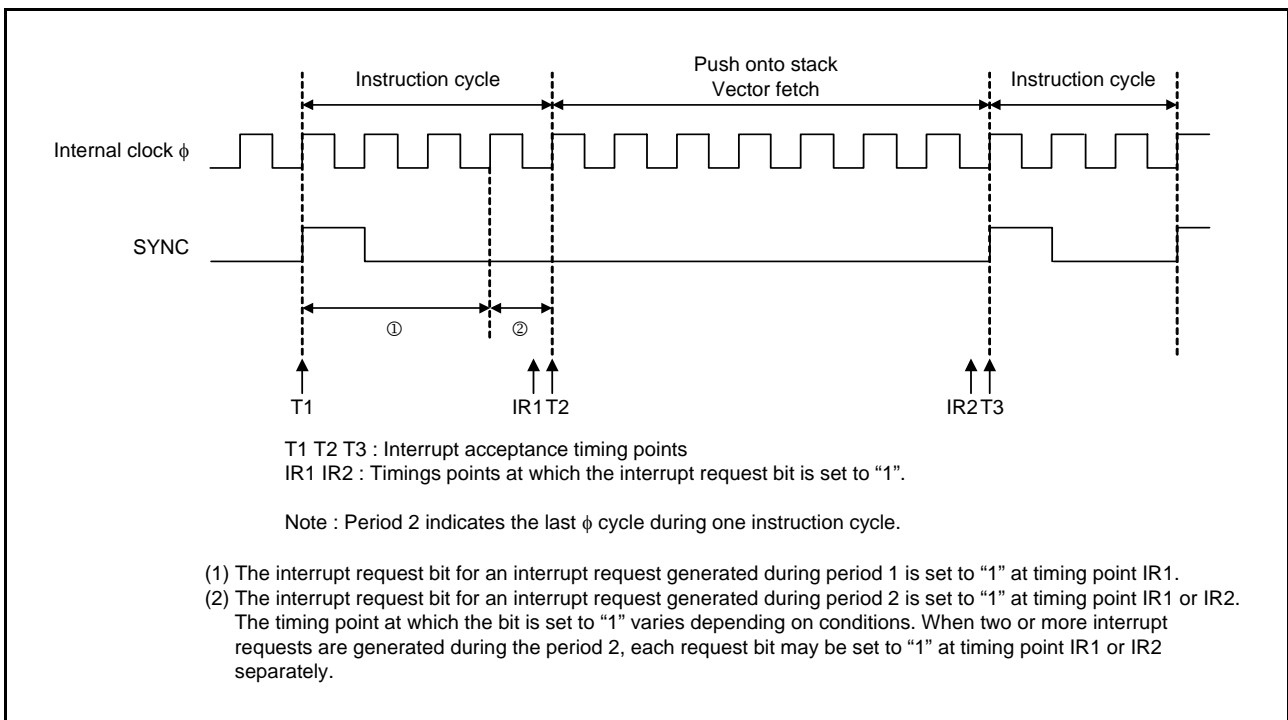 Instruction cycle
Push onto stack
Vector fetch
Instruction cycle
Internal clock ϕ
SYNC
①
②
T1
IR1 T2
IR2 T3
T1 T2 T3 : Interrupt acceptance timing points
IR1 IR2 : Timings points at which the interrupt request bit is set to “1”.
Note : Period 2 indicates the last ϕ cycle during one instruction cycle.
(1) The interrupt request bit for an interrupt request generated during period 1 is set to “1” at timing point IR1.
(2) The interrupt request bit for an interrupt request generated during period 2 is set to “1” at timing point IR1 or IR2.
The timing point at which the bit is set to “1” varies depending on conditions. When two or more interrupt
requests are generated during the period 2, each request bit may be set to “1” at timing point IR1 or IR2
separately.